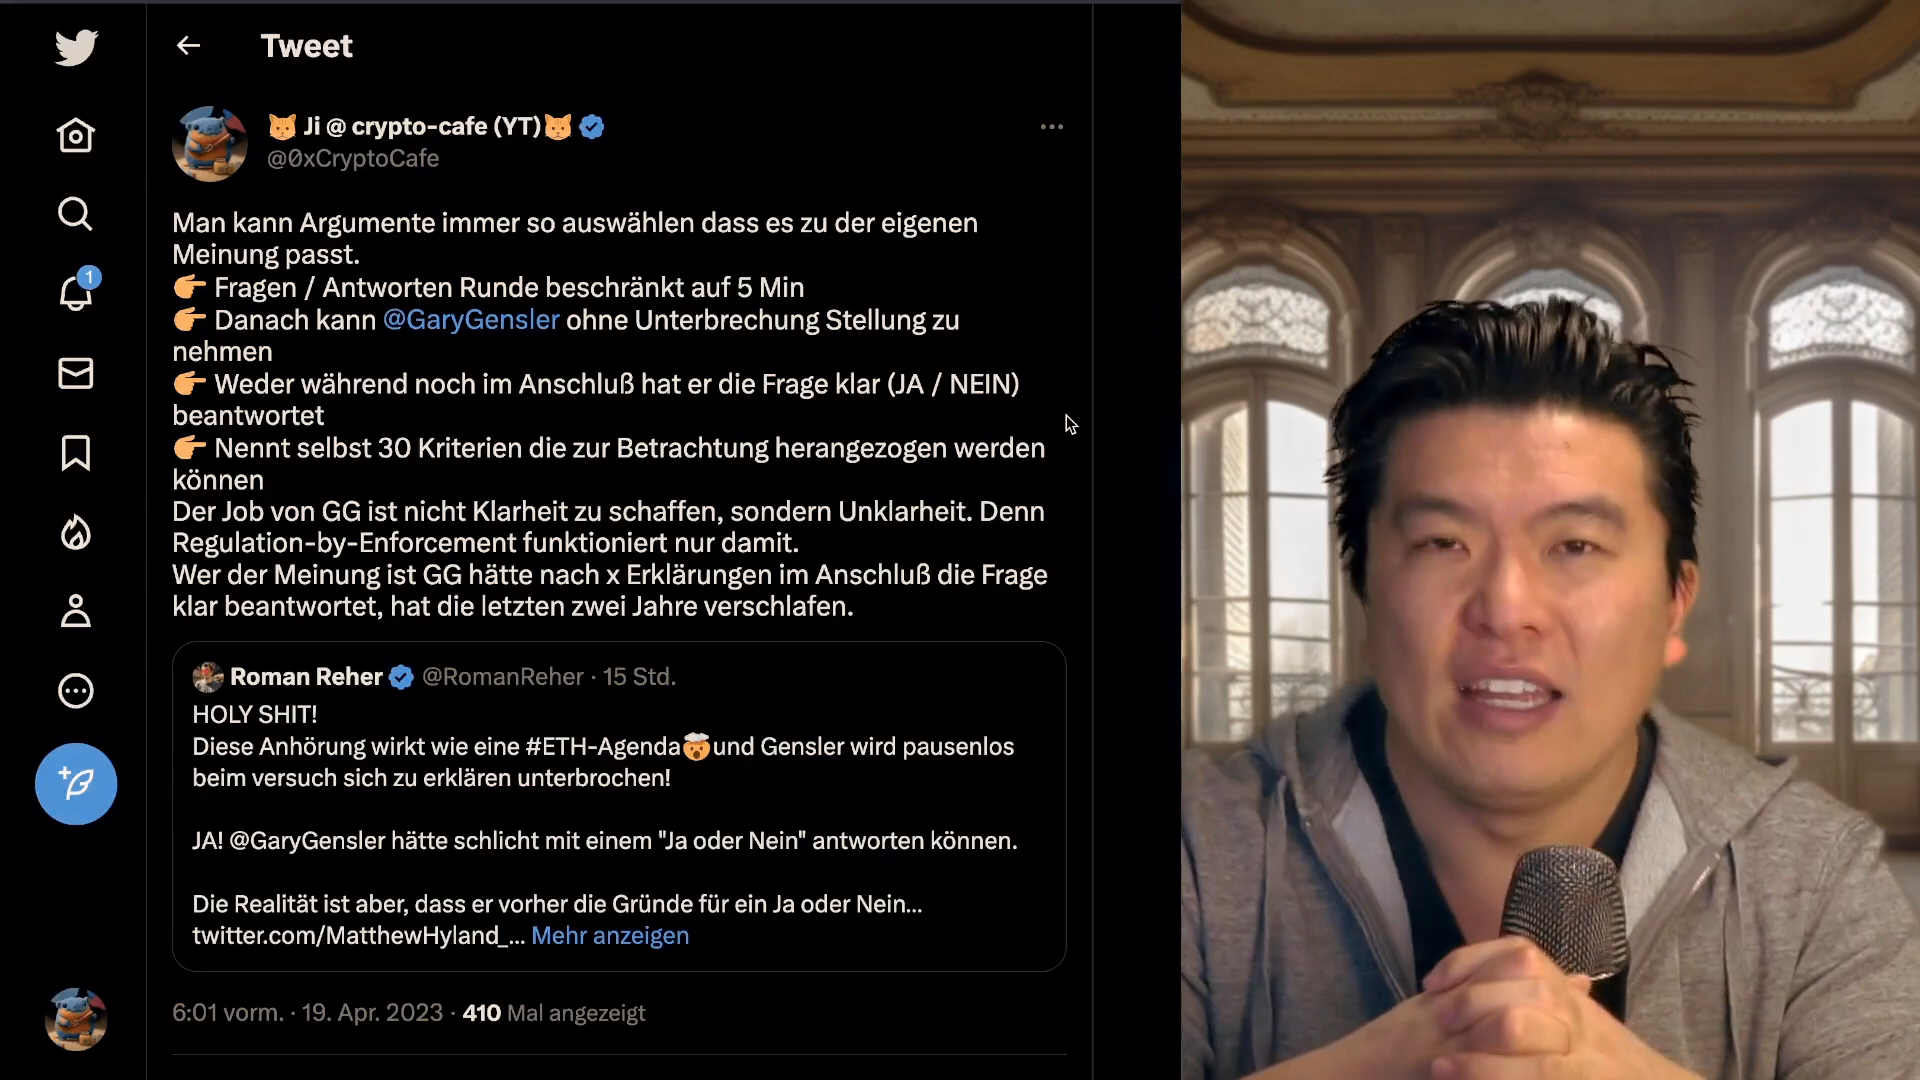 Tweet
🐱 Ji @ crypto-cafe (YT)🐱
@0xCryptoCafe
Man kann Argumente immer so auswählen dass es zu der eigenen
Meinung passt.
👉 Fragen / Antworten Runde beschränkt auf 5 Min
👉 Danach kann @GaryGensler ohne Unterbrechung Stellung zu
nehmen
👉 Weder während noch im Anschluß hat er die Frage klar (JA / NEIN)
beantwortet
👉 Nennt selbst 30 Kriterien die zur Betrachtung herangezogen werden
können
Der Job von GG ist nicht Klarheit zu schaffen, sondern Unklarheit. Denn
Regulation-by-Enforcement funktioniert nur damit.
Wer der Meinung ist GG hätte nach x Erklärungen im Anschluß die Frage
klar beantwortet, hat die letzten zwei Jahre verschlafen.
Roman Reher @RomanReher · 15 Std.
HOLY SHIT!
Diese Anhörung wirkt wie eine #ETH-Agenda🤯und Gensler wird pausenlos
beim versuch sich zu erklären unterbrochen!
JA! @GaryGensler hätte schlicht mit einem "Ja oder Nein" antworten können.
Die Realität ist aber, dass er vorher die Gründe für ein Ja oder Nein...
twitter.com/MatthewHyland_... Mehr anzeigen
6:01 vorm. · 19. Apr. 2023 · 410 Mal angezeigt
1